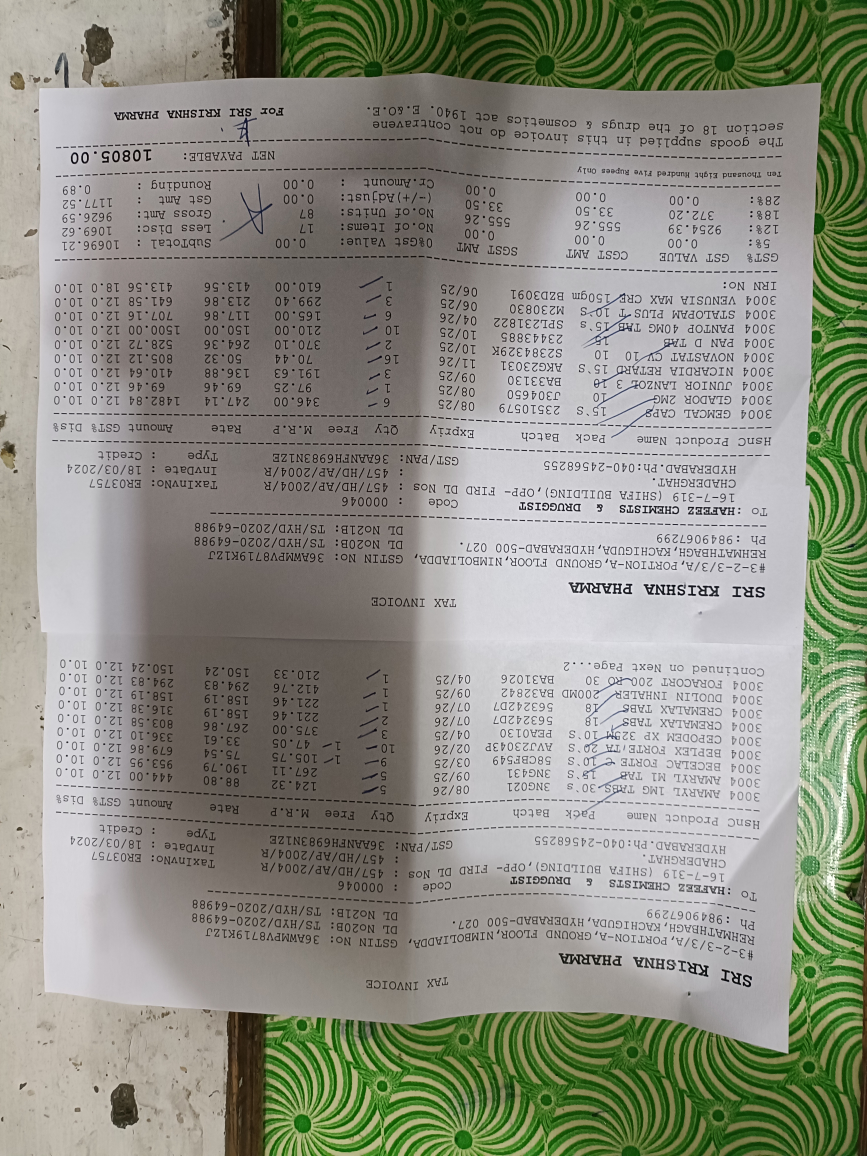 TAX INVOICE
SRI KRISHNA PHARMA
#3-2-3/3/A, PORTION-A, GROUND FLOOR,NIMBOLIADDA, GSTIN No: 36AWMPV8719K1ZJ
REHMATHBAGH,KACHIGUDA,HYDERABAD-500 027. DL No20B: TS/HYD/2020-64988
Ph :9849067299 DL No21B: TS/HYD/2020-64988
To :HAFEEZ CHEMISTS & DRUGGIST Code : 000046
16-7-319 (SHIFA BUILDING),OPP- FIRD DL Nos : 457/HD/AP/2004/R TaxInvNo: ER03757
CHADERGHAT. : 457/HD/AP/2004/R InDate : 18/03/2024
HYDERABAD.Ph:040-24568255 GST/PAN: 36AANFH6983N1ZE Type : Credit
HsnC Product Name Pack Batch Expriy Qty Free M.R.P Rate Amount GST% Dis%
3004 AMARYL 1MG TABS 30`s 3NG021 08/26 5 124.32 88.80 444.00 12.0 10.0
3004 AMARYL M1 TAB 15`S 3NG431 09/25 5 267.11 190.79 953.95 12.0 10.0
3004 BECELAC FORTE C 10`S 58CBF549 03/25 9 1 105.75 75.54 679.86 12.0 10.0
3004 BEFLEX FORTE TA 20`S AVU23043P 02/26 10 1 47.05 33.61 336.10 12.0 10.0
3004 CEPODEM XP 325M 10`S PEA0130 04/25 3 375.00 267.86 803.58 12.0 10.0
3004 CREMALAX TABS 18 563242D7 07/26 2 221.46 158.19 316.38 12.0 10.0
3004 CREMALAX TABS 18 563242D7 07/26 1 221.46 158.19 158.19 12.0 10.0
3004 DUOLIN INHALER 200MD BA32842 09/25 1 412.76 294.83 294.83 12.0 10.0
3004 FORACORT 200 RO 30 BA31026 04/25 1 210.33 150.24 150.24 12.0 10.0
Continued on Next Page...2
TAX INVOICE
SRI KRISHNA PHARMA
#3-2-3/3/A, PORTION-A, GROUND FLOOR,NIMBOLIADDA, GSTIN No: 36AWMPV8719K1ZJ
REHMATHBAGH,KACHIGUDA,HYDERABAD-500 027. DL No20B: TS/HYD/2020-64988
Ph :9849067299 DL No21B: TS/HYD/2020-64988
To :HAFEEZ CHEMISTS & DRUGGIST Code : 000046
16-7-319 (SHIFA BUILDING),OPP- FIRD DL Nos : 457/HD/AP/2004/R TaxInvNo: ER03757
CHADERGHAT. : 457/HD/AP/2004/R InDate : 18/03/2024
HYDERABAD.Ph:040-24568255 GST/PAN: 36AANFH6983N1ZE Type : Credit
HsnC Product Name Pack Batch Expriy Qty Free M.R.P Rate Amount GST% Dis%
3004 GEMCAL CAPS 15`S 23510579 08/25 6 346.00 247.14 1482.84 12.0 10.0
3004 GLADOR 2MG 10 J304650 08/25 1 97.25 69.46 69.46 12.0 10.0
3004 JUNIOR LANZOL 3 10 BA33130 09/25 3 191.63 136.88 410.64 12.0 10.0
3004 NICARDIA RETARD 15`S ARG23031 11/26 16 70.44 50.32 805.12 12.0 10.0
3004 NOVASTAT CV 10 10 S2384329K 10/25 2 370.10 264.36 528.72 12.0 10.0
3004 PAN D TAB 15 23443885 10/25 10 210.00 150.00 1500.00 12.0 10.0
3004 PANTOP 40MG TAB 15`s SPL231822 04/26 6 165.00 117.86 707.16 12.0 10.0
3004 STALOPAM PLUS T 10`S M230830 06/26 3 299.40 213.86 641.58 12.0 10.0
3004 VENUSIA MAX CRE 150gm BZD3091 06/25 1 610.00 413.56 413.56 18.0 10.0
IRN No:
GST% GST VALUE CGST AMT SGST AMT 0%Gst Value: 0.00 SubTotal : 10696.21
5%: 0.00 0.00 0.00 No.of Items: 17 Less Disc: 1069.62
12%: 9254.39 555.26 555.26 No.of Units: 87 Gross Amt: 9626.59
18%: 372.20 33.50 33.50 (-/+)Adjust: 0.00 Gst Amt : 1177.52
28%: 0.00 0.00 0.00 Cr.Amount : 0.00 Rounding : 0.89
Ten Thousand Eight Hundred Five Rupees Only
NET PAYABLE: 10805.00
The goods supplied in this invoice do not contravene
section 18 of the drugs & cosmetics act 1940. E.&O.E. For SRI KRISHNA PHARMA